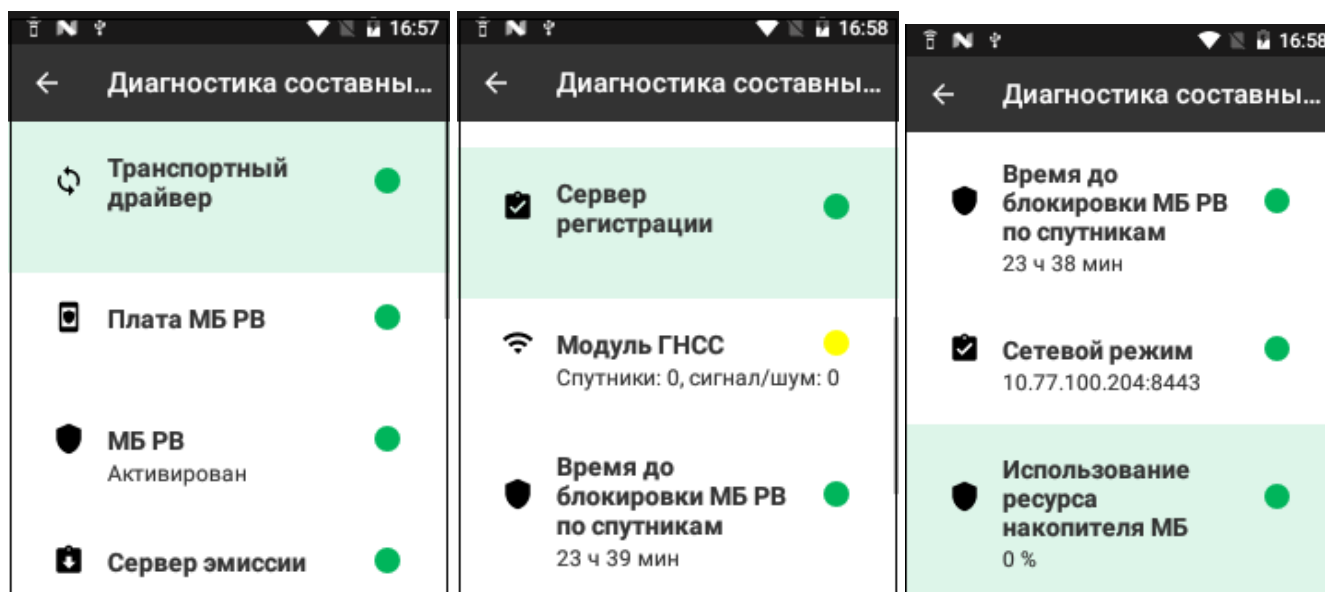 16:57
Диагностика составны...
Транспортный
драйвер
Плата МБ РВ
МБ РВ
Активирован
Сервер эмиссии
16:58
Диагностика составны...
Сервер
регистрации
Модуль ГНСС
Спутники: 0, сигнал/шум: 0
Время до
блокировки МБ РВ
по спутникам
23 ч 39 мин
16:58
Диагностика составны...
Время до
блокировки МБ РВ
по спутникам
23 ч 38 мин
Сетевой режим
10.77.100.204:8443
Использование
ресурса
накопителя МБ
0 %